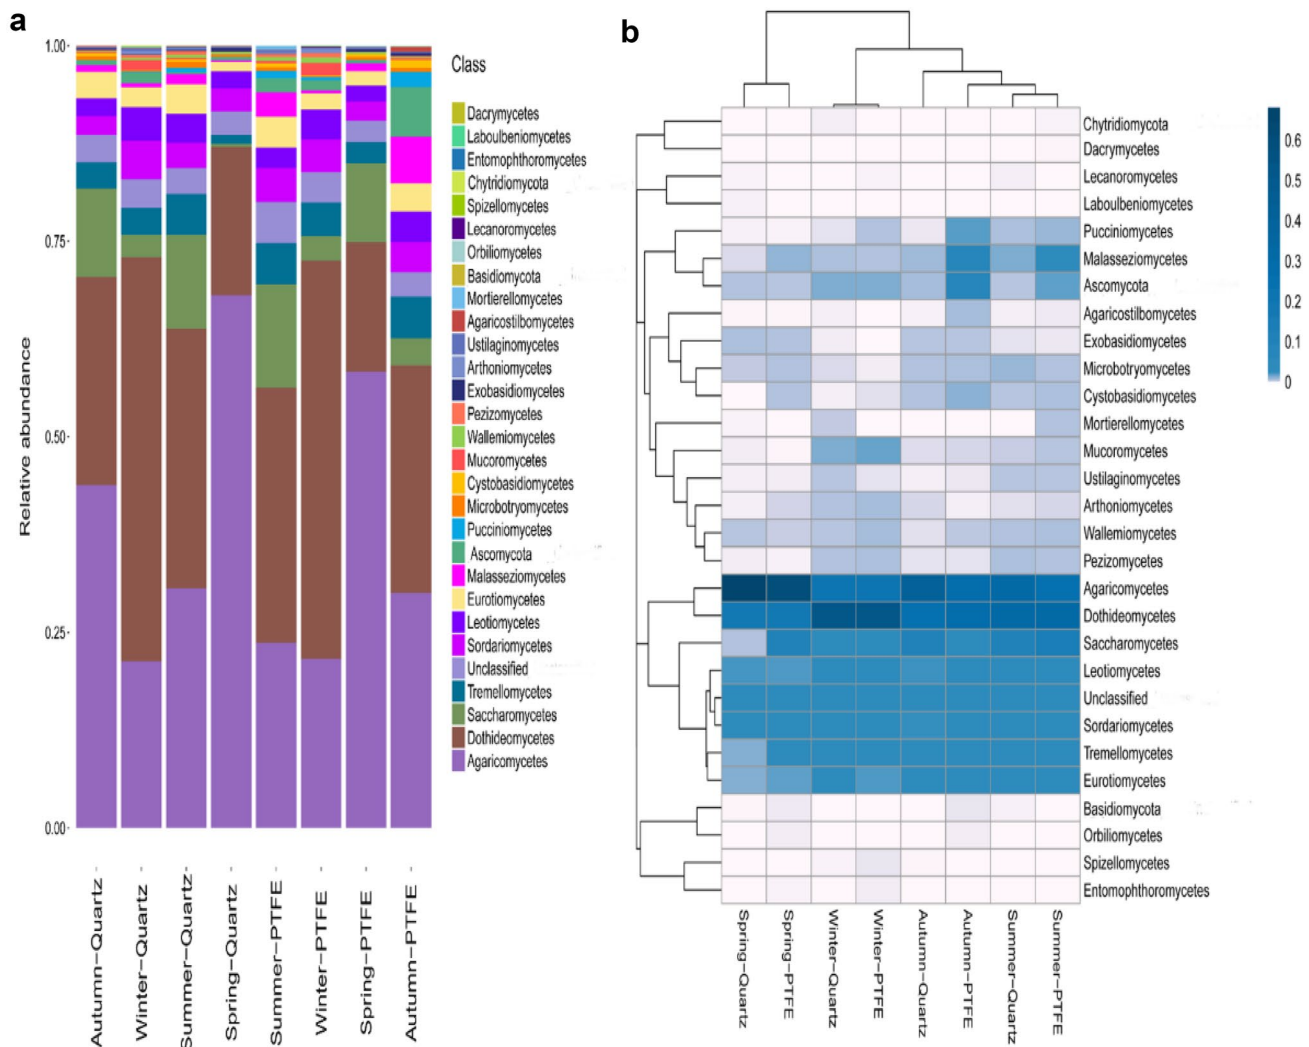 a
b
Class
Relative abundance
1.00
0.75
0.50
0.25
0.00
Dacrymycetes
Laboulbeniomycetes
Entomophthoromycetes
Chytridiomycota
Spizellomycetes
Lecanoromycetes
Orbiliomycetes
Basidiomycota
Mortierellomycetes
Agaricostilbomycetes
Ustilaginomycetes
Arthoniomycetes
Exobasidiomycetes
Pezizomycetes
Wallemiomycetes
Mucoromycetes
Cystobasidiomycetes
Microbotryomycetes
Pucciniomycetes
Ascomycota
Malasseziomycetes
Eurotiomycetes
Leotiomycetes
Sordariomycetes
Unclassified
Tremellomycetes
Saccharomycetes
Dothideomycetes
Agaricomycetes
Autumn-Quartz
Winter-Quartz
Summer-Quartz
Spring-Quartz
Summer-PTFE
Winter-PTFE
Spring-PTFE
Autumn-PTFE
Chytridiomycota
Dacrymycetes
Lecanoromycetes
Laboulbeniomycetes
Pucciniomycetes
Malasseziomycetes
Ascomycota
Agaricostilbomycetes
Exobasidiomycetes
Microbotryomycetes
Cystobasidiomycetes
Mortierellomycetes
Mucoromycetes
Ustilaginomycetes
Arthoniomycetes
Wallemiomycetes
Pezizomycetes
Agaricomycetes
Dothideomycetes
Saccharomycetes
Leotiomycetes
Unclassified
Sordariomycetes
Tremellomycetes
Eurotiomycetes
Basidiomycota
Orbiliomycetes
Spizellomycetes
Entomophthoromycetes
Spring-Quartz
Spring-PTFE
Winter-Quartz
Winter-PTFE
Autumn-Quartz
Autumn-PTFE
Summer-Quartz
Summer-PTFE
0.6
0.5
0.4
0.3
0.2
0.1
0